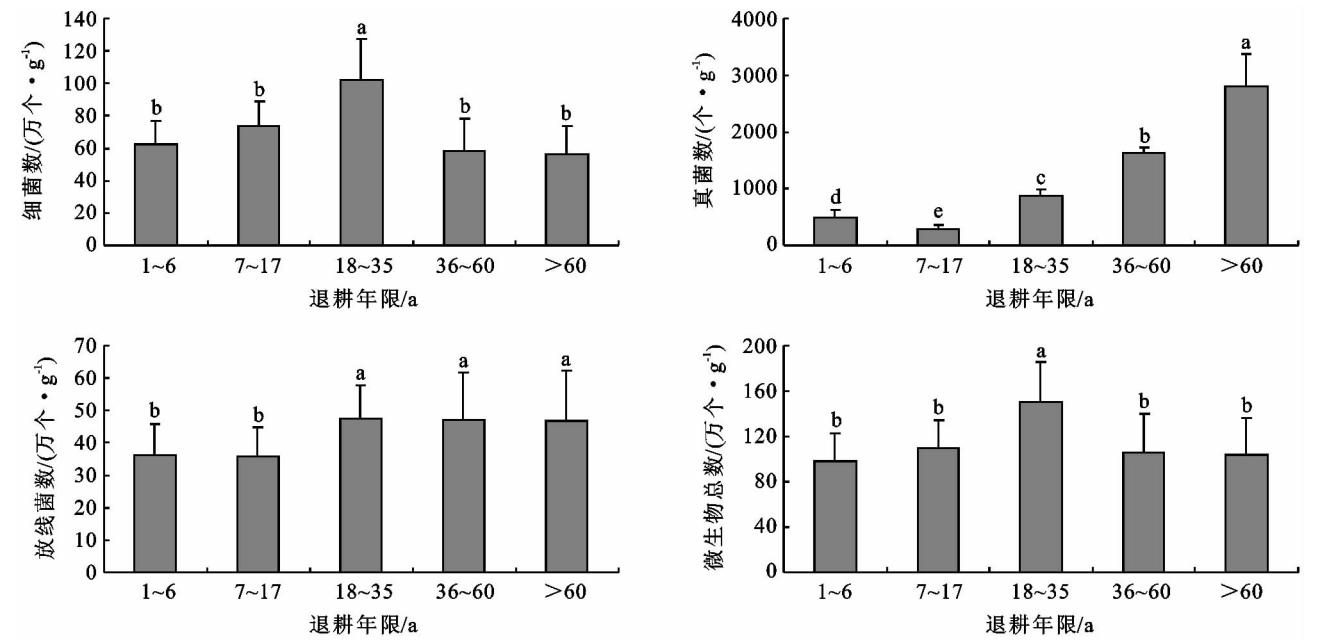 细菌数/(万个·g⁻¹)
140
120
100
80
60
40
20
0
b
b
a
b
b
1~6
7~17
18~35
36~60
＞60
退耕年限/a
真菌数/(个·g⁻¹)
4000
3000
2000
1000
0
d
e
c
b
a
1~6
7~17
18~35
36~60
＞60
退耕年限/a
放线菌数/(万个·g⁻¹)
70
60
50
40
30
20
10
0
b
b
a
a
a
1~6
7~17
18~35
36~60
＞60
退耕年限/a
微生物总数/(万个·g⁻¹)
200
160
120
80
40
0
b
b
a
b
b
1~6
7~17
18~35
36~60
＞60
退耕年限/a